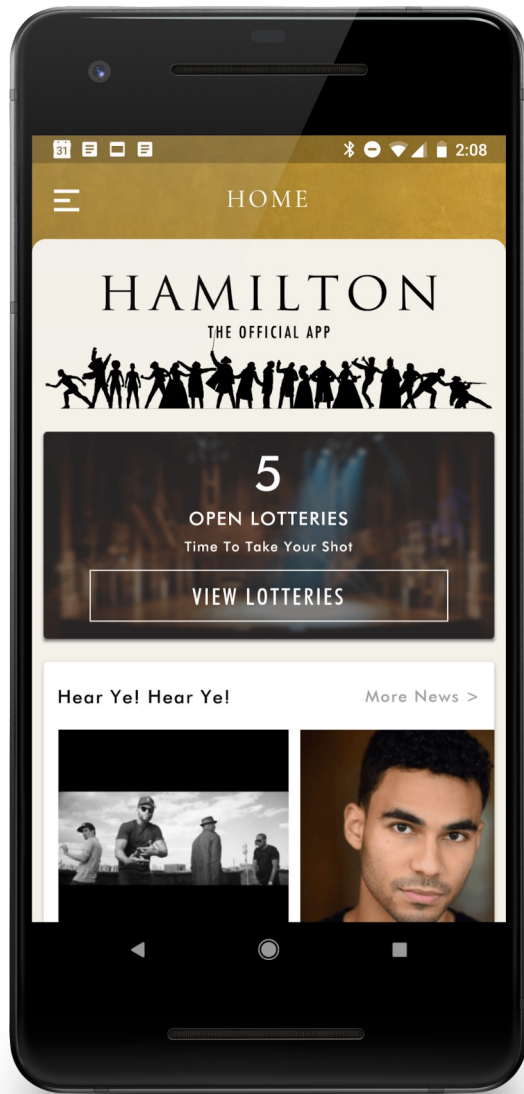 31
2:08
HOME
HAMILTON
THE OFFICIAL APP
5
OPEN LOTTERIES
Time To Take Your Shot
VIEW LOTTERIES
Hear Ye! Hear Ye!
More News >